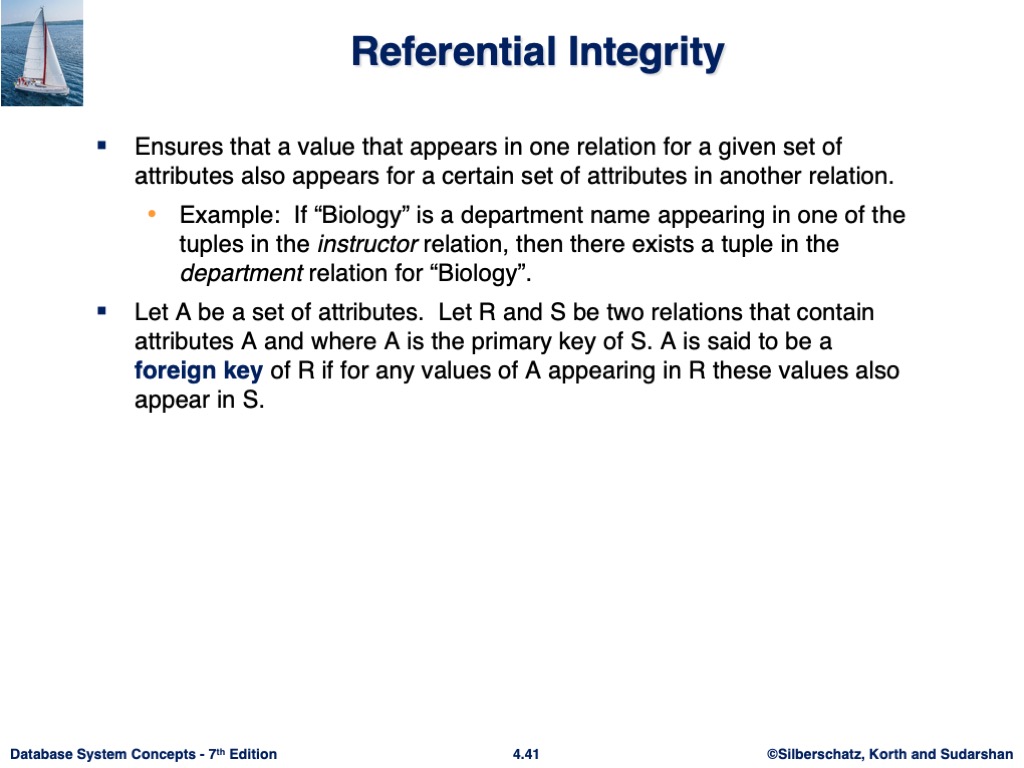 Referential Integrity
▪ Ensures that a value that appears in one relation for a given set of
attributes also appears for a certain set of attributes in another relation.
• Example:  If “Biology” is a department name appearing in one of the
tuples in the instructor relation, then there exists a tuple in the
department relation for “Biology”.
▪ Let A be a set of attributes.  Let R and S be two relations that contain
attributes A and where A is the primary key of S. A is said to be a
foreign key of R if for any values of A appearing in R these values also
appear in S.
Database System Concepts - 7th Edition 4.41 ©Silberschatz, Korth and Sudarshan